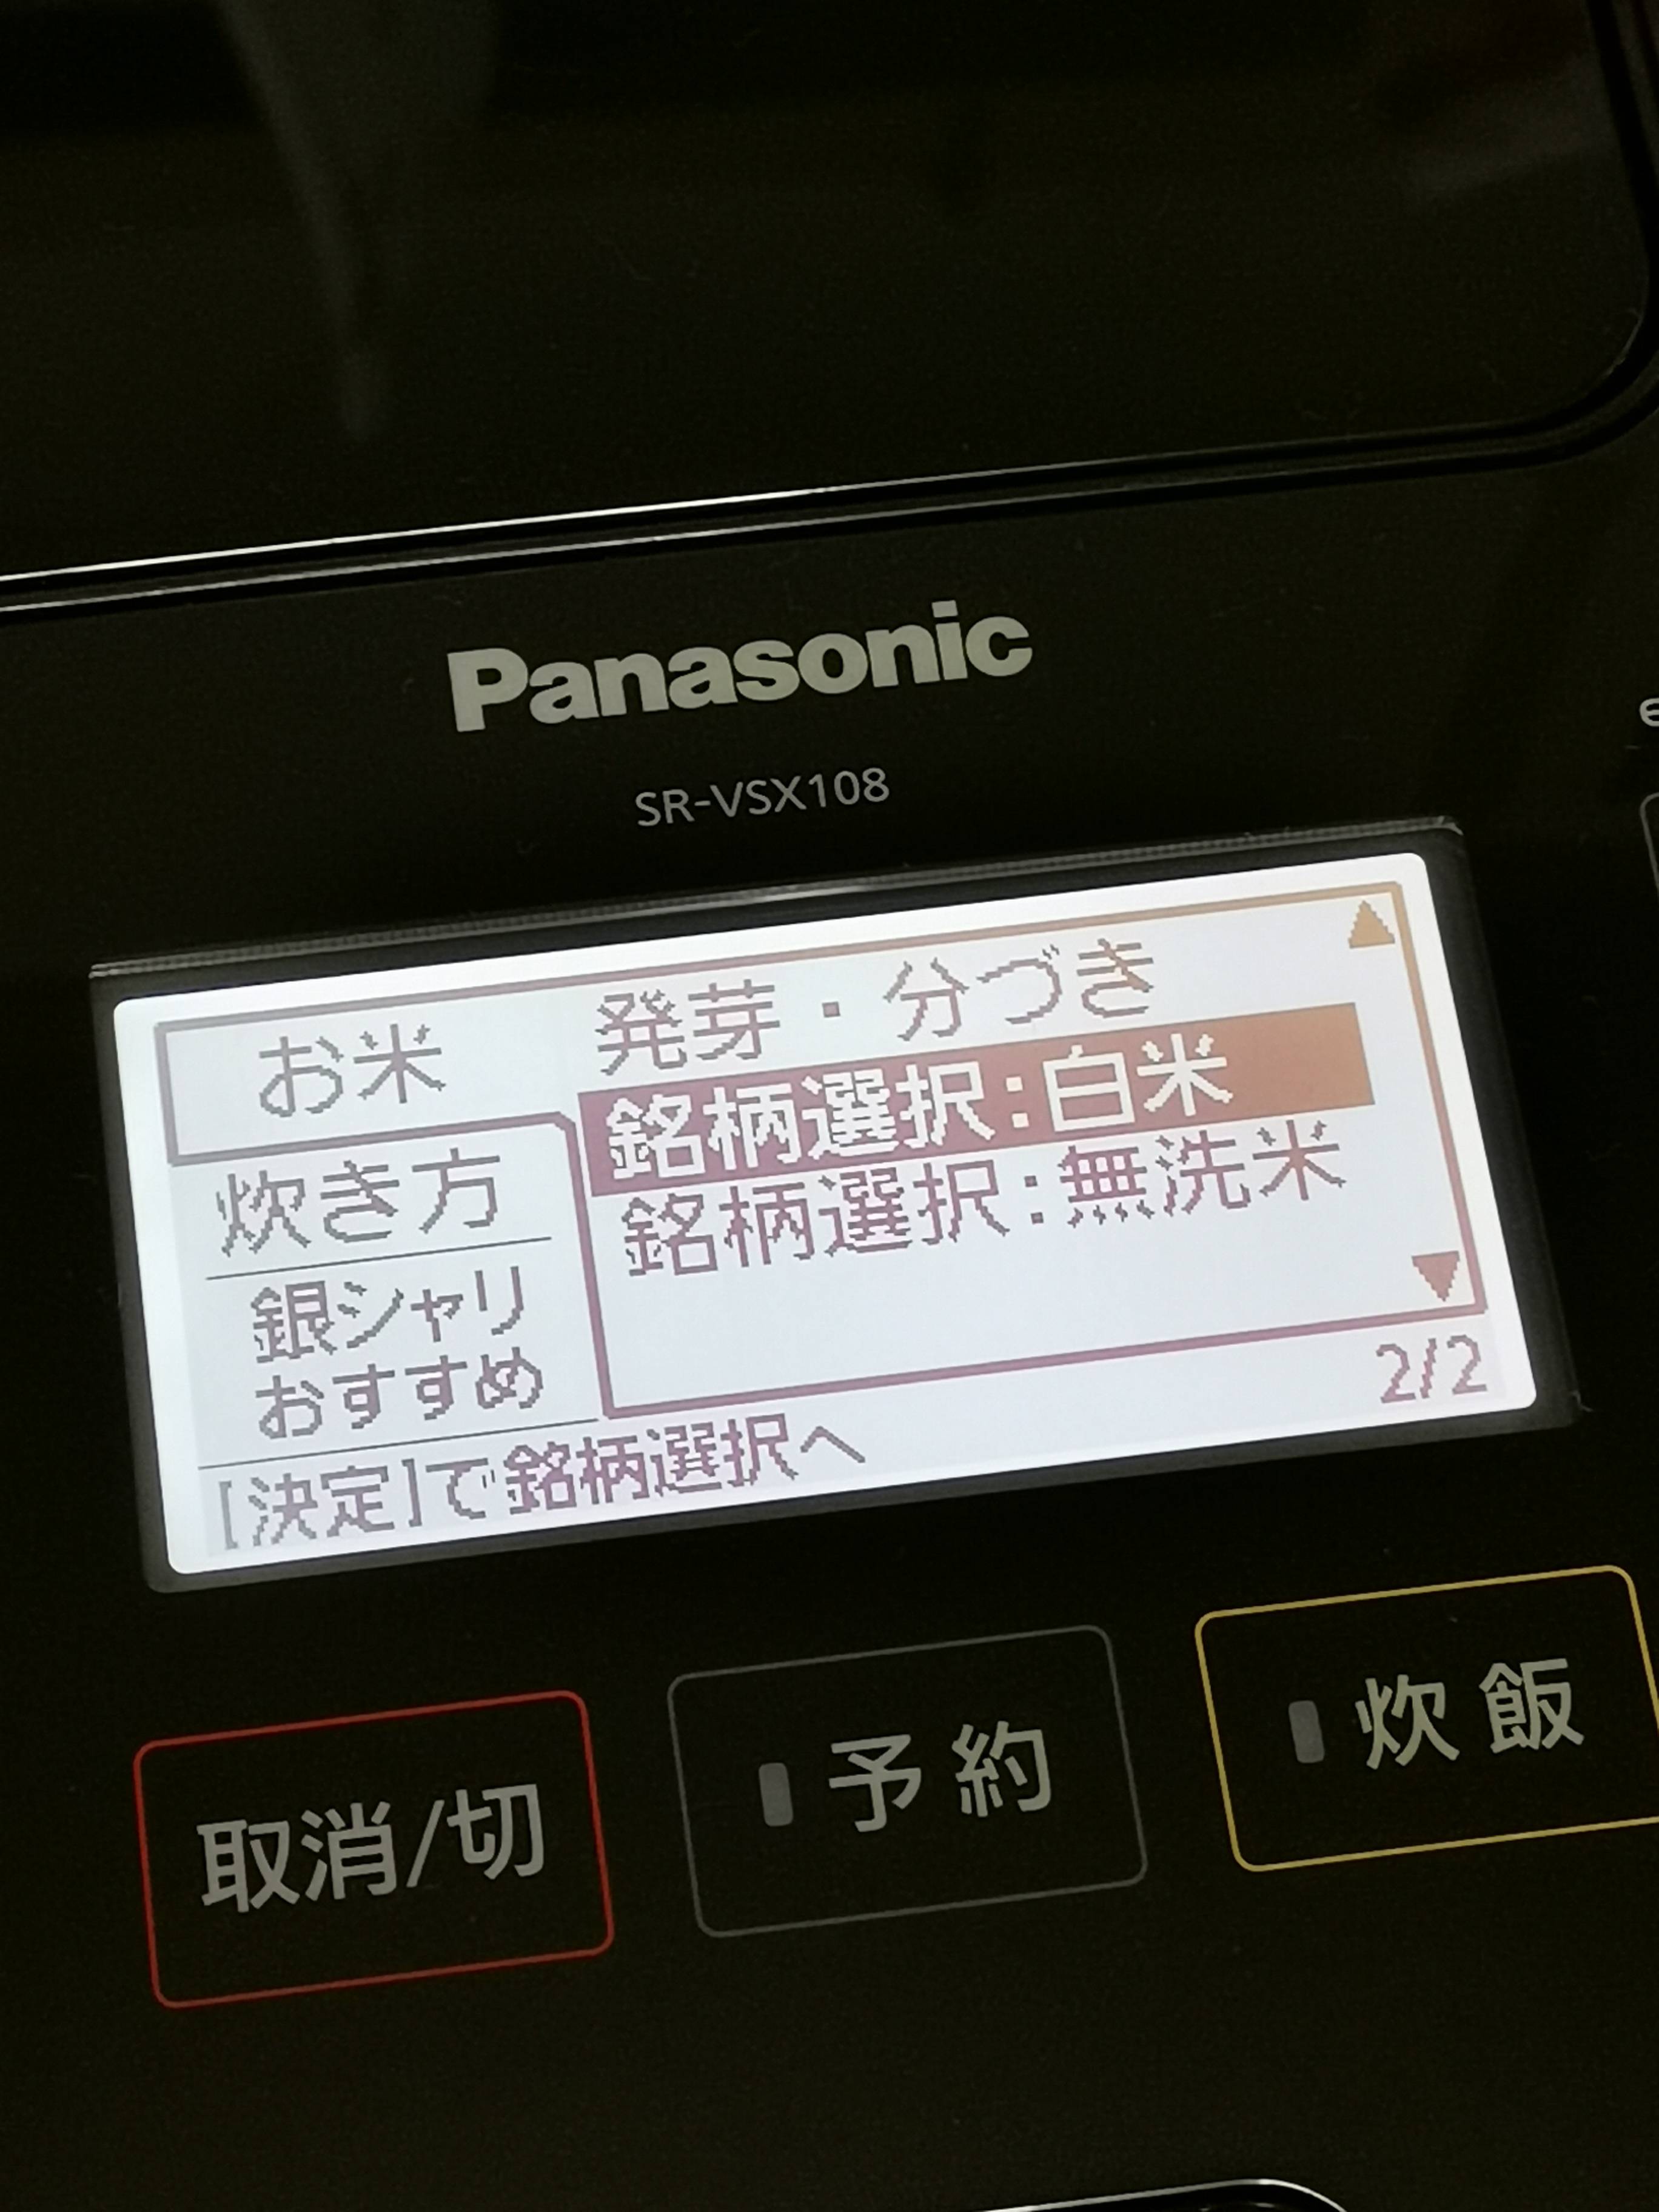 Panasonic
SR-VSX108
お米
発芽・分づき
銘柄選択:白米
銘柄選択:無洗米
炊き方
銀シャリ
おすすめ
2/2
[決定]で銘柄選択へ
取消/切
予約
炊飯